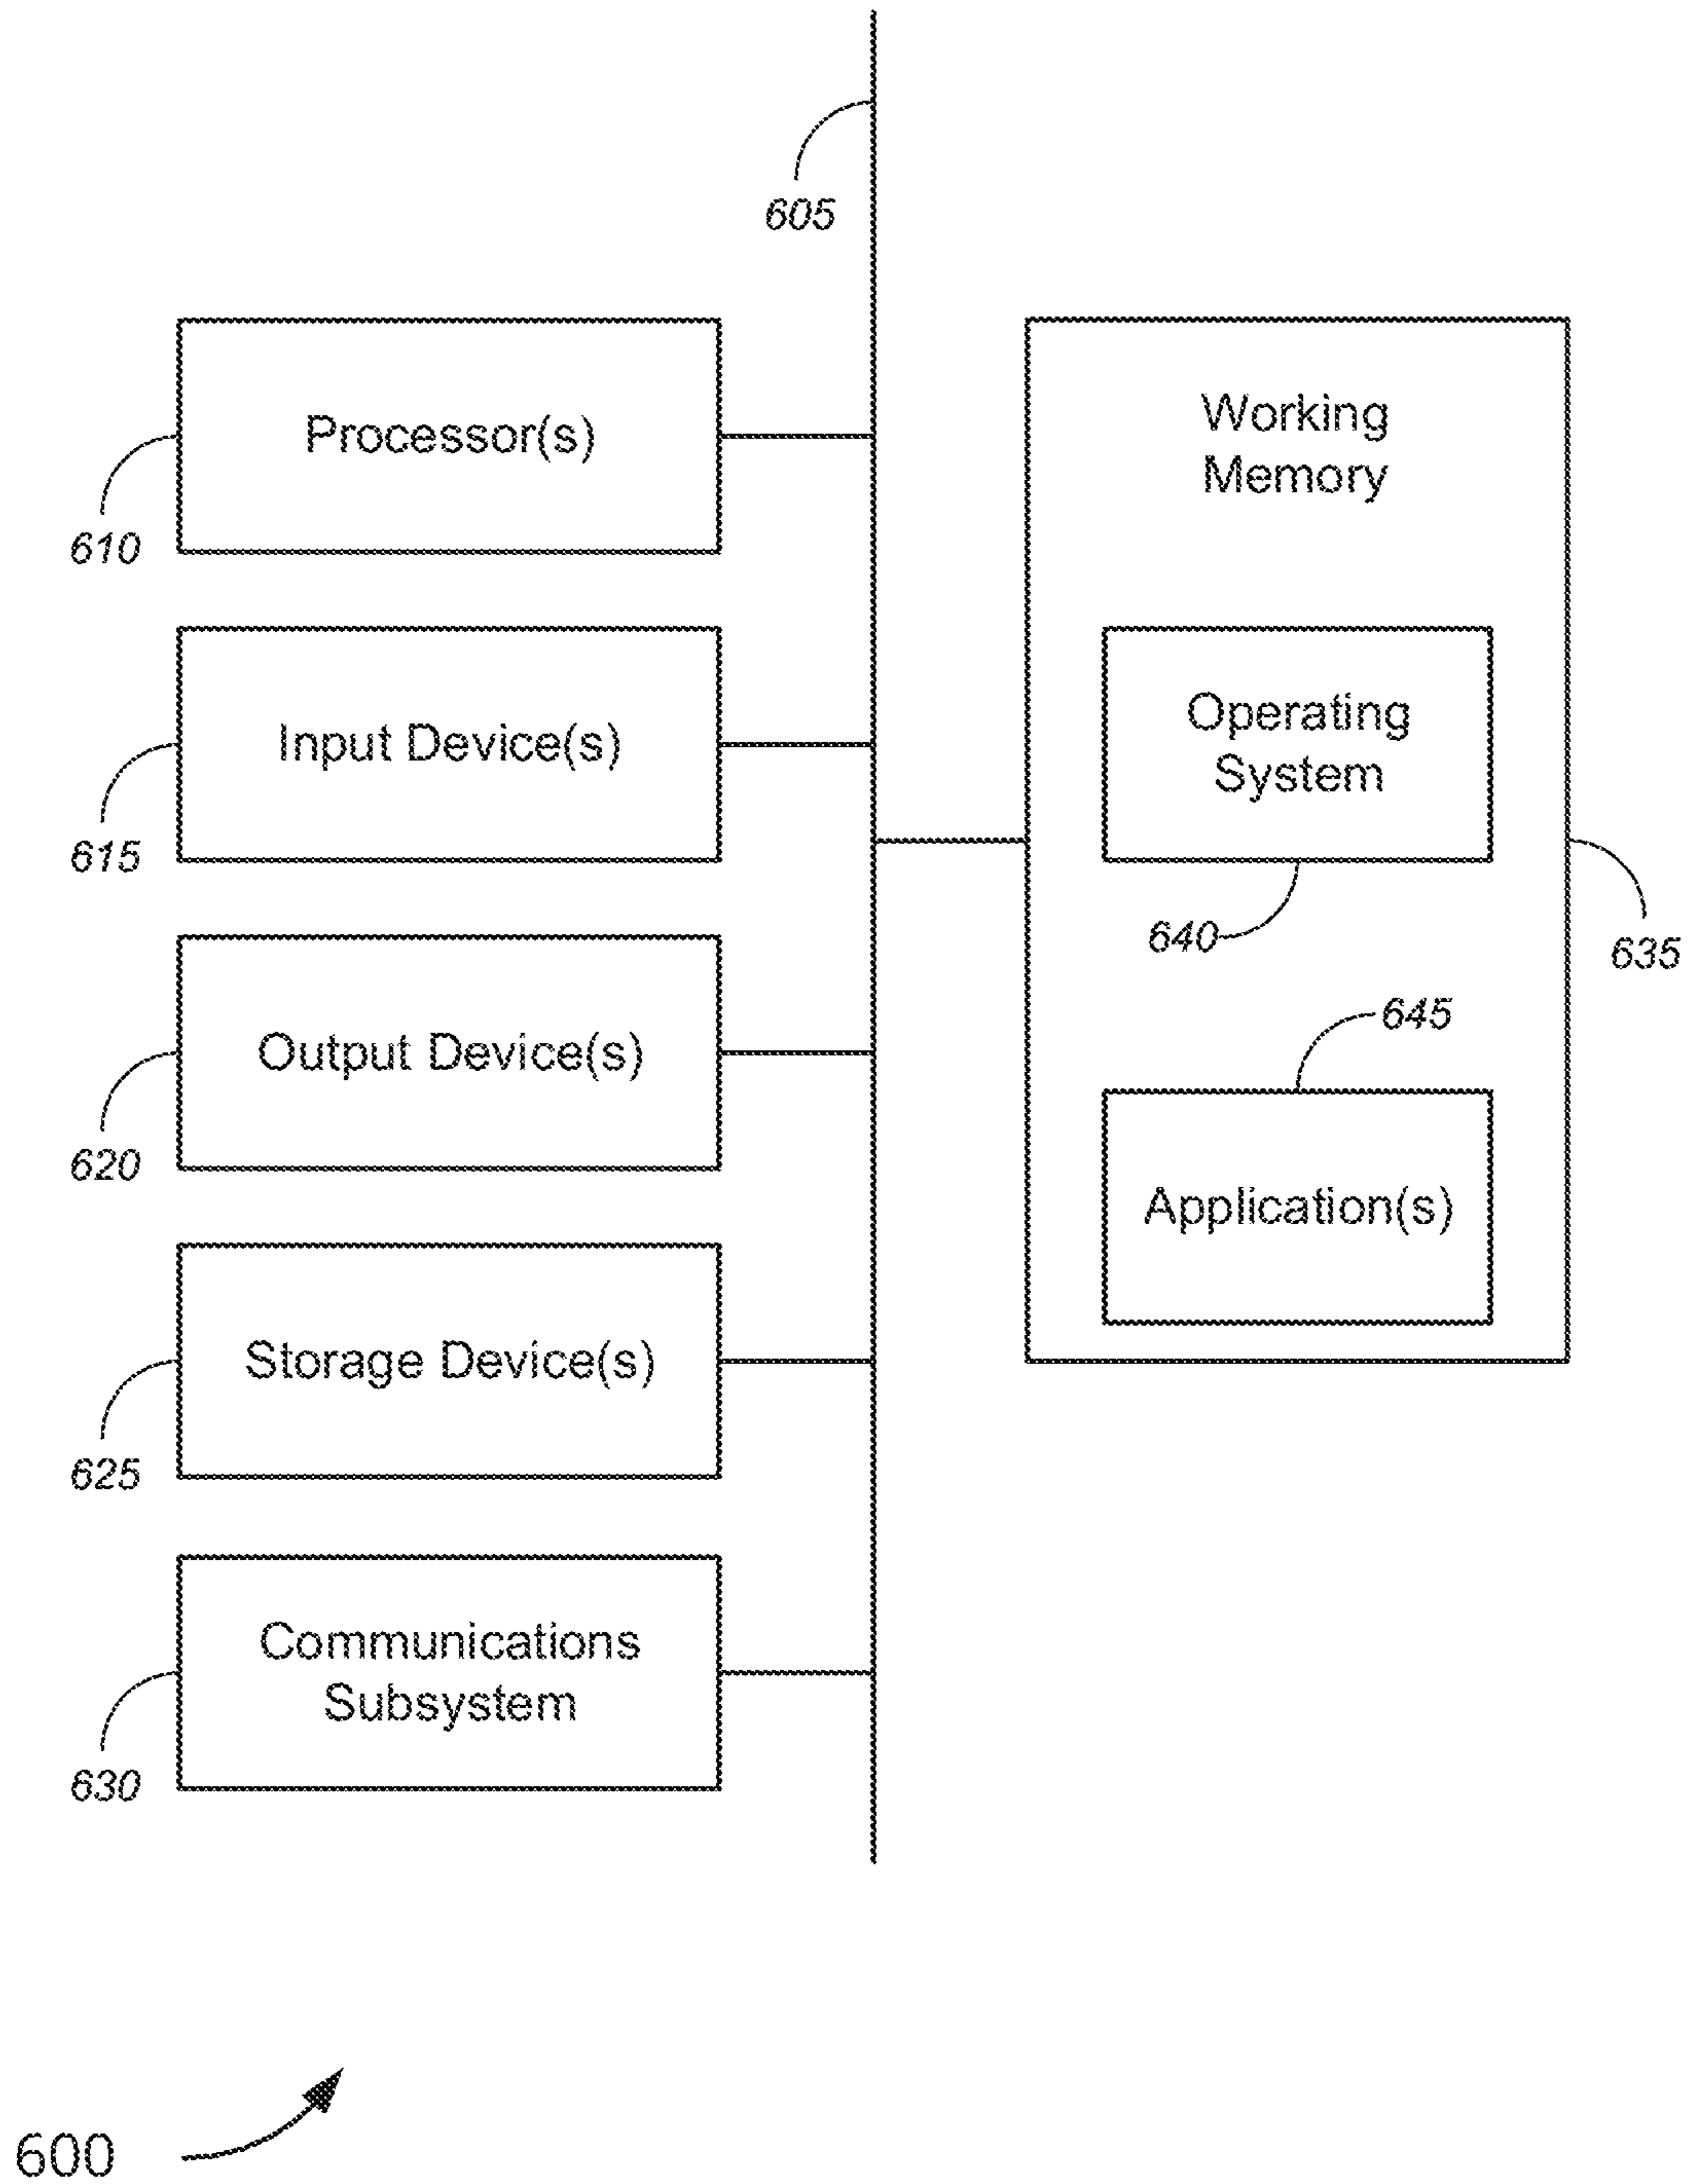 605
Processor(s)
610
Input Device(s)
615
Output Device(s)
620
Storage Device(s)
625
Communications
Subsystem
630
Working
Memory
Operating
System
640
635
645
Application(s)
600